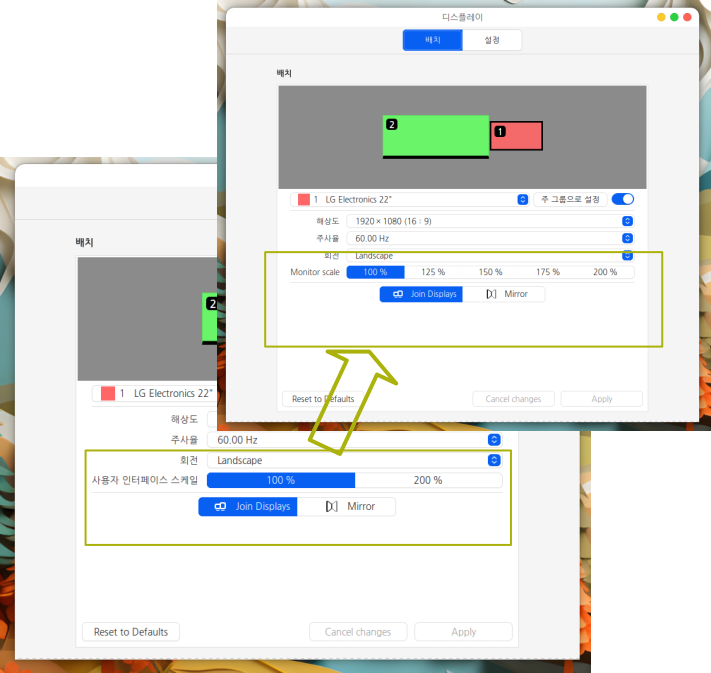 디스플레이
배치 설정
배치
2
1
1 LG Electronics 22"
주 그룹으로 설정
해상도 1920 × 1080 (16 : 9)
주사율 60.00 Hz
회전 Landscape
Monitor scale 100 % 125 % 150 % 175 % 200 %
Join Displays Mirror
Reset to Defaults Cancel changes Apply
배치
2
1 LG Electronics 22"
해상도
주사율 60.00 Hz
회전 Landscape
사용자 인터페이스 스케일 100 % 200 %
Join Displays Mirror
Reset to Defaults Cancel changes Apply